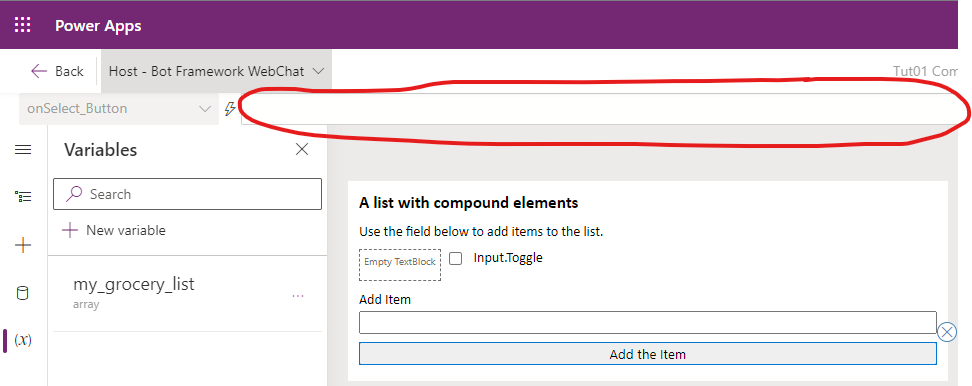 Power Apps
Back
Host - Bot Framework WebChat
Tut01 Com
onSelect_Button
Variables
Search
New variable
my_grocery_list
array
...
(x)
A list with compound elements
Use the field below to add items to the list.
Empty TextBlock
Input.Toggle
Add Item
Add the Item